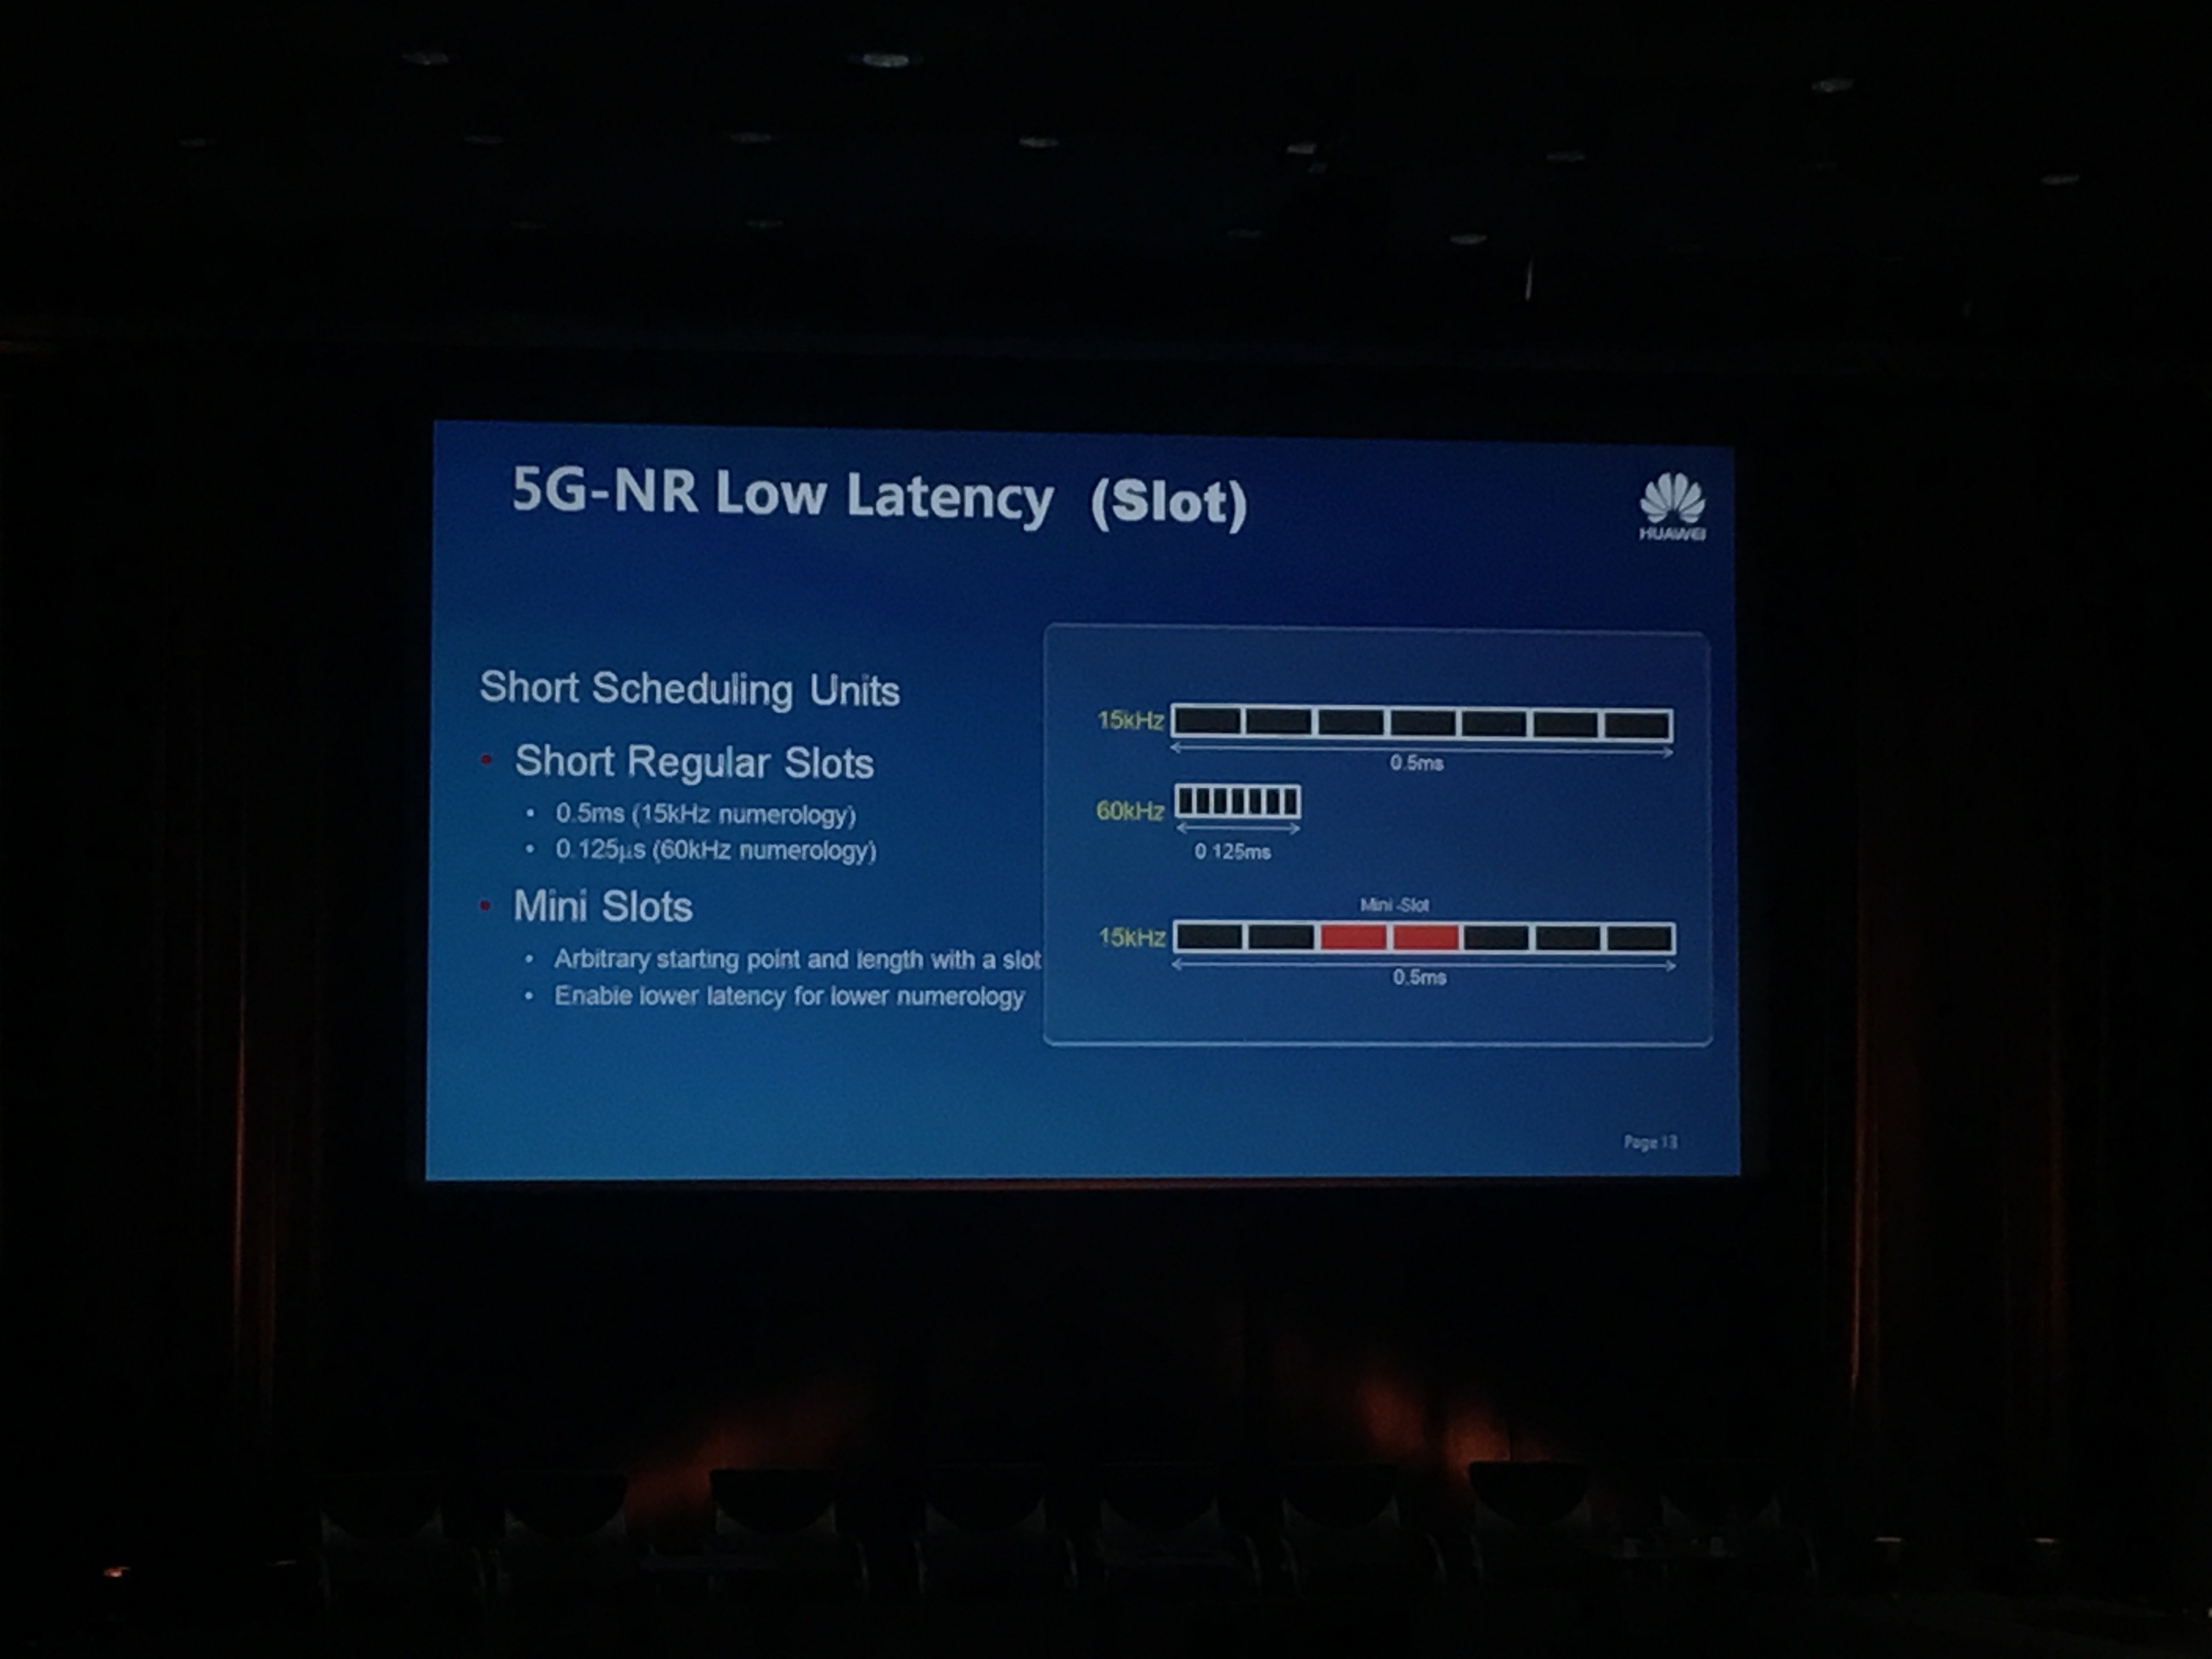 5G-NR Low Latency (Slot)
HUAWEI
Short Scheduling Units
• Short Regular Slots
• 0.5ms (15kHz numerology)
• 0.125µs (60kHz numerology)
• Mini Slots
• Arbitrary starting point and length with a slot
• Enable lower latency for lower numerology
15kHz
0.5ms
60kHz
0.125ms
Mini -Slot
15kHz
0.5ms
Page 13